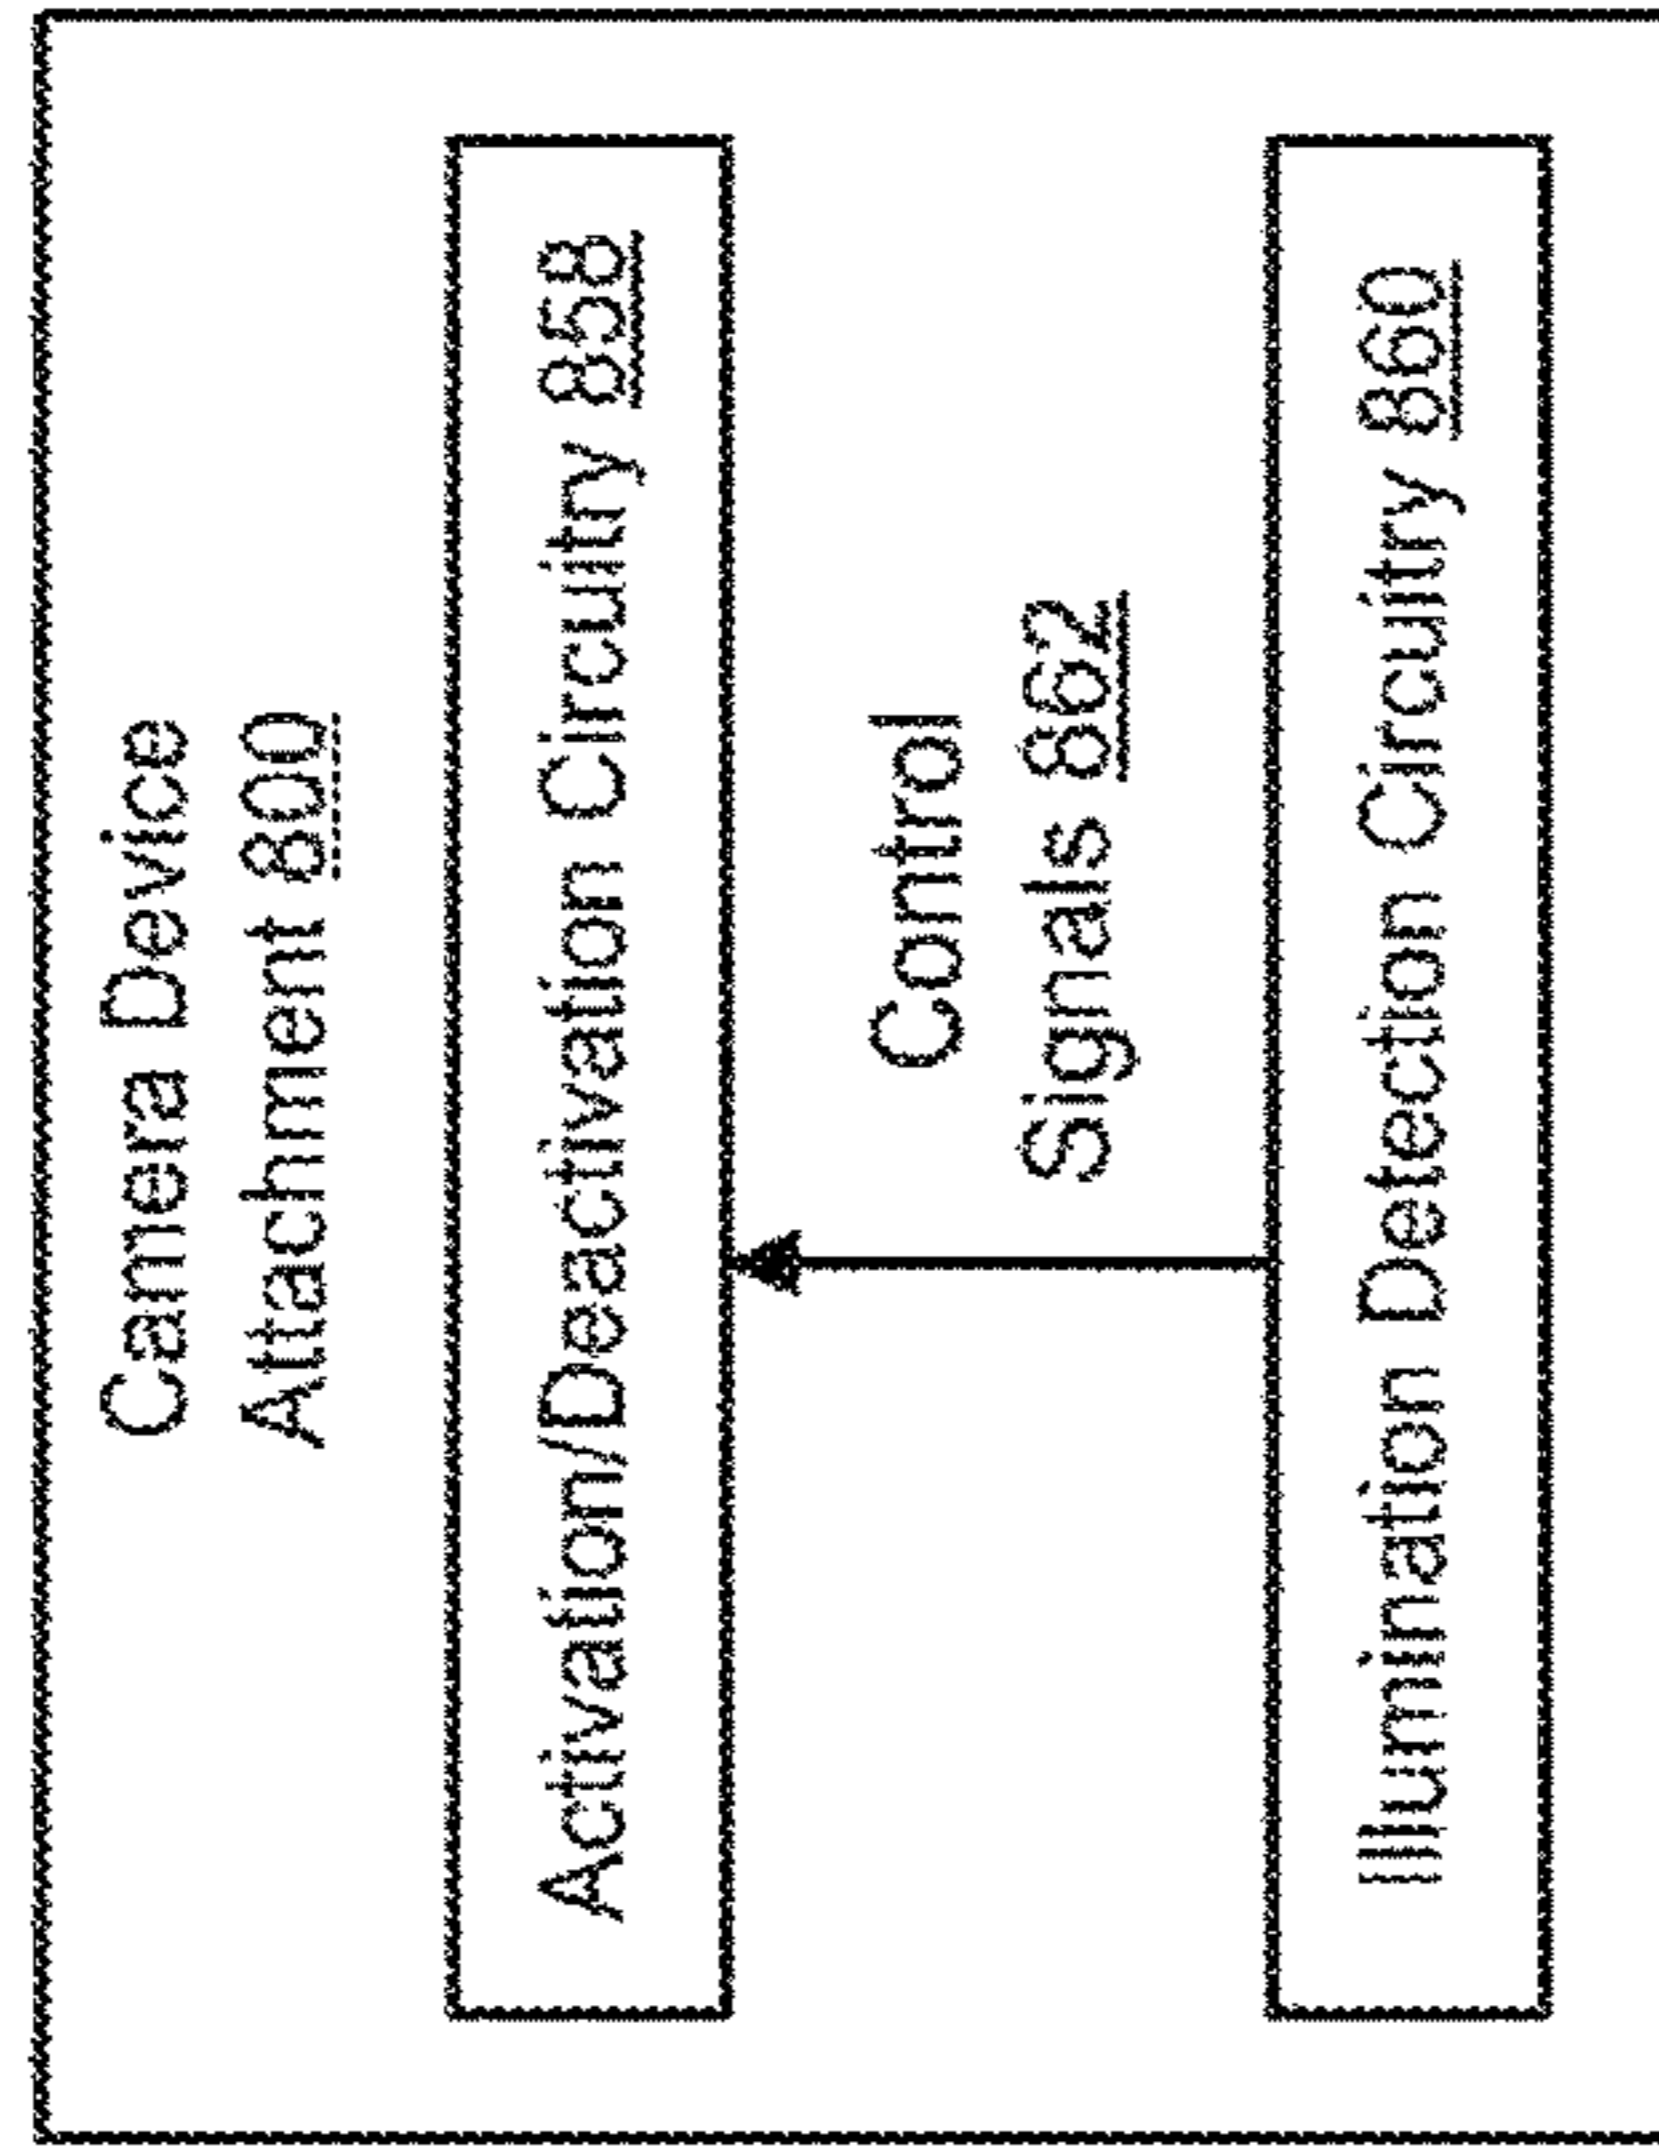 Camera Device
Attachment 800
Activation/Deactivation Circuitry 858
Control
Signals 862
Illumination Detection Circuitry 860